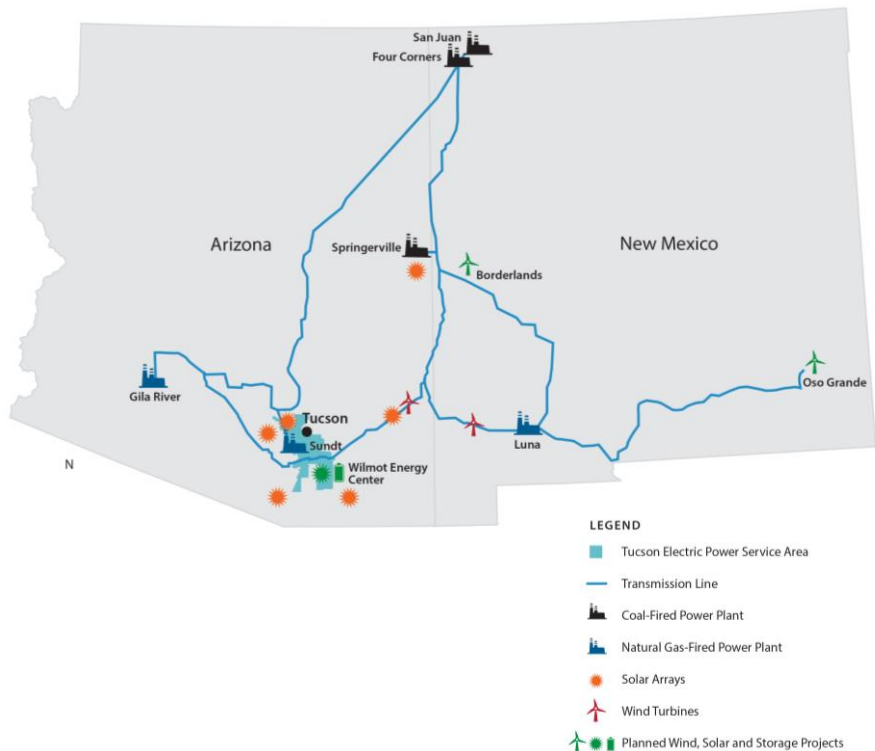 San Juan
Four Corners
Arizona
Springerville
New Mexico
Borderlands
Gila River
Oso Grande
Tucson
Sundt
Luna
N
Wilmot Energy
Center
LEGEND
Tucson Electric Power Service Area
Transmission Line
Coal-Fired Power Plant
Natural Gas-Fired Power Plant
Solar Arrays
Wind Turbines
Planned Wind, Solar and Storage Projects